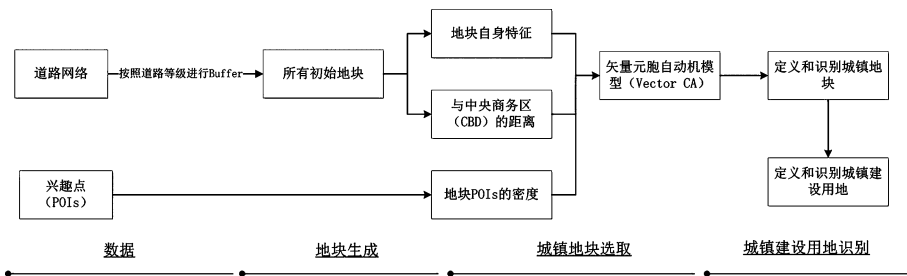 地块自身特征
道路网络
按照道路等级进行Buffer
所有初始地块
矢量元胞自动机模
型（Vector CA）
定义和识别城镇地
块
与中央商务区
（CBD）的距离
兴趣点
（POIs）
地块POIs的密度
定义和识别城镇建
设用地
数据
地块生成
城镇地块选取
城镇建设用地识别